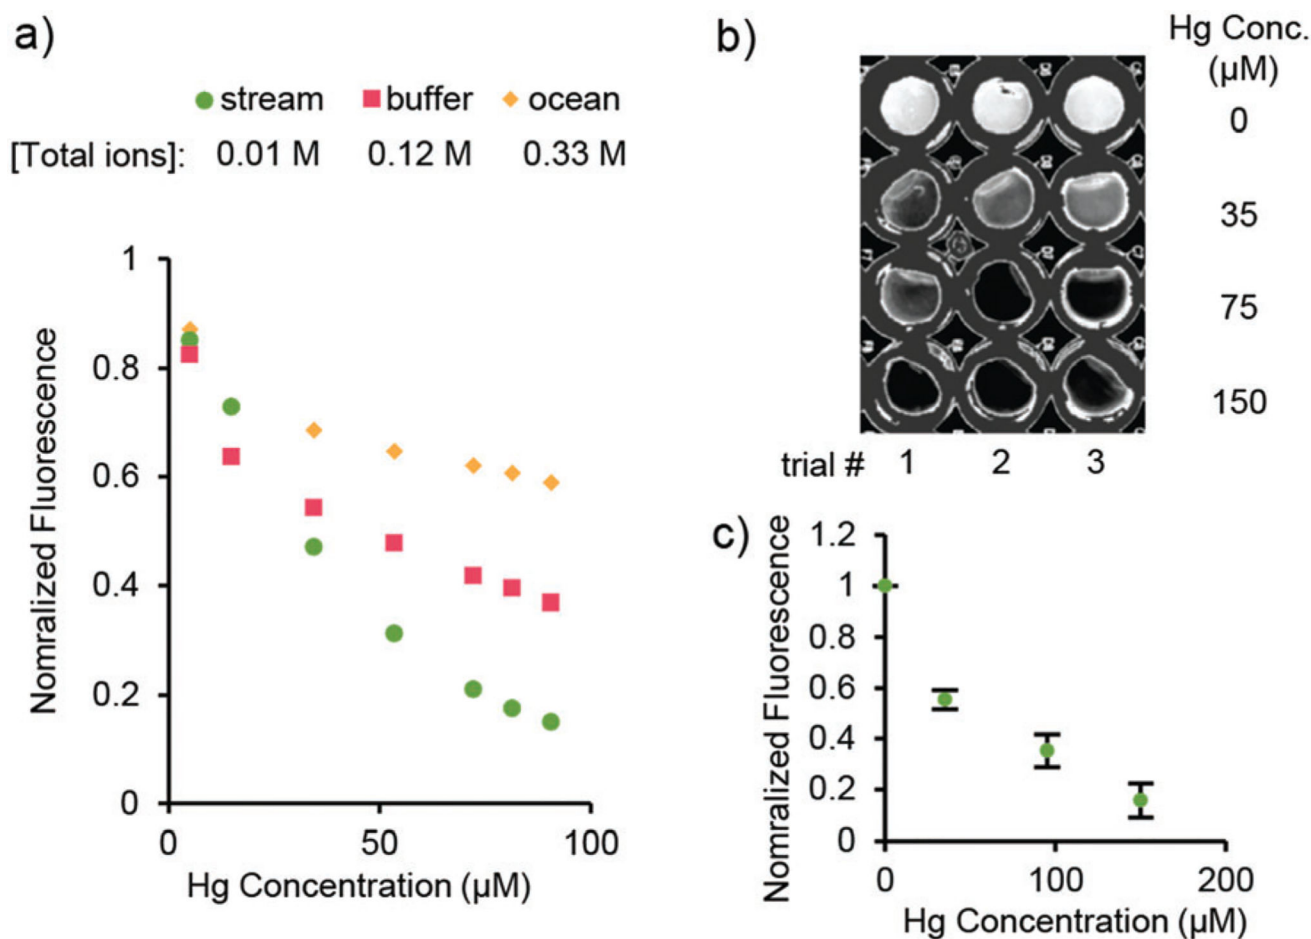 a)
stream buffer ocean
[Total ions]: 0.01 M 0.12 M 0.33 M
Nomralized Fluorescence
1
0.8
0.6
0.4
0.2
0
0 50 100
Hg Concentration (µM)
b)
Hg Conc.
(µM)
0
35
75
150
trial # 1 2 3
c)
Nomralized Fluorescence
1.2
1
0.8
0.6
0.4
0.2
0
0 100 200
Hg Concentration (µM)